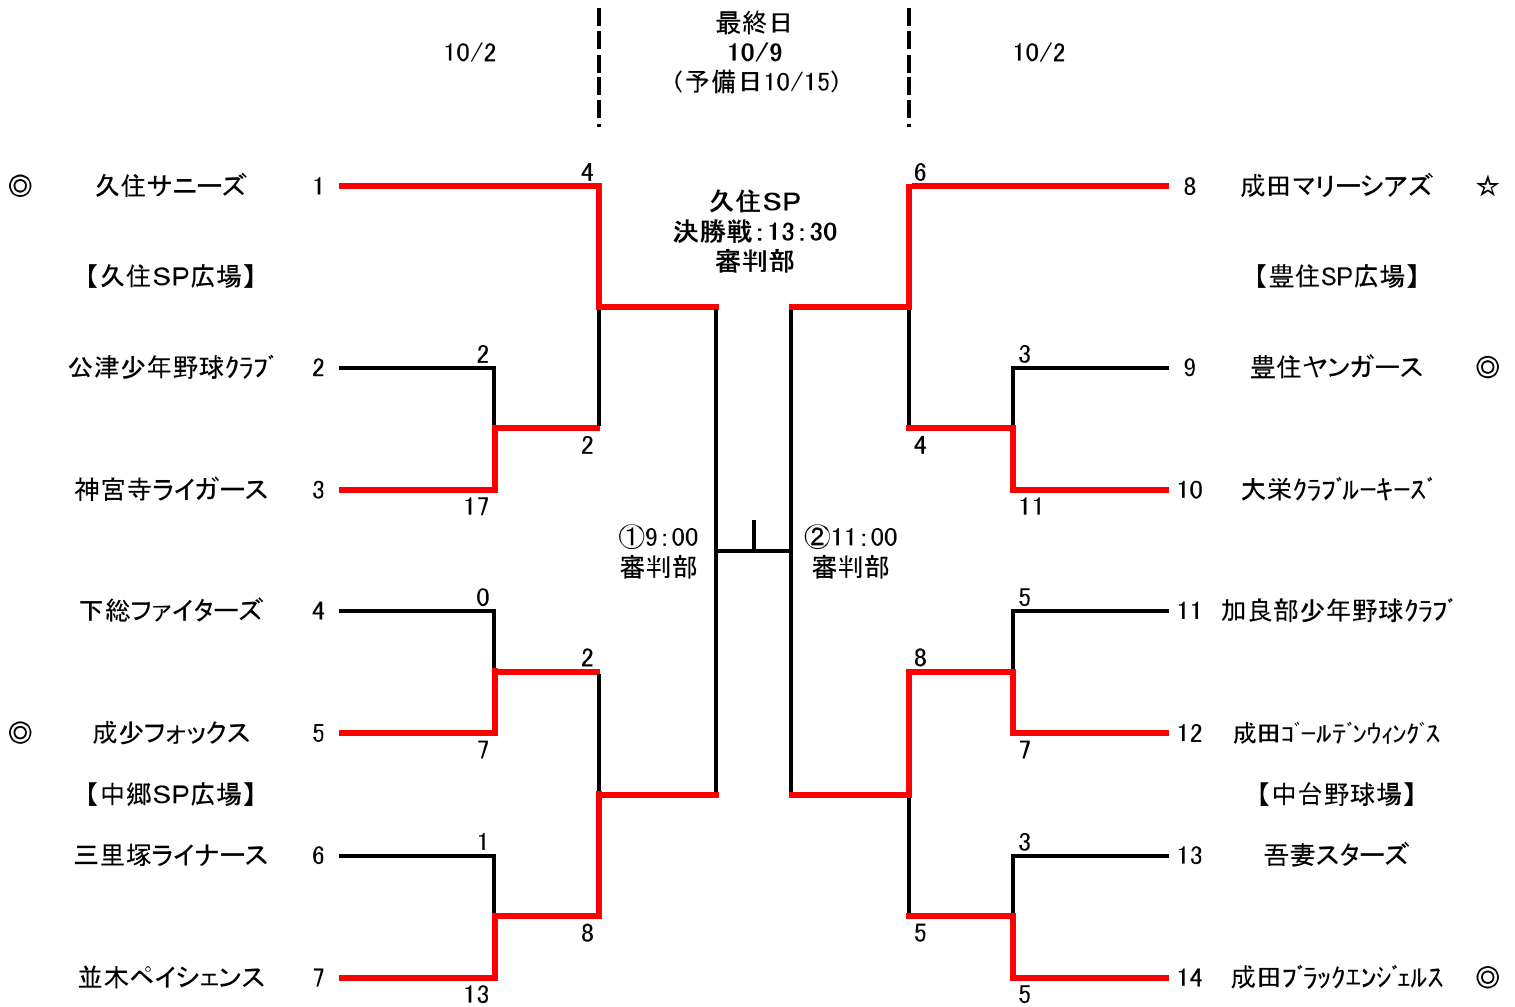 最終日
10/2
10/9
10/2
(予備日10/15)
4
6
◎ 久住サニーズ 1
8 成田マリーシアズ ☆
久住SP
決勝戦:13:30
審判部
【久住SP広場】
【豊住SP広場】
2
3
公津少年野球ｸﾗﾌﾞ 2
9 豊住ヤンガース ◎
2
4
神宮寺ライガース 3
10 大栄ｸﾗﾌﾞﾙｰｷｰｽﾞ
17
11
①9:00
審判部
②11:00
審判部
0
5
下総ファイターズ 4
11 加良部少年野球ｸﾗﾌﾞ
2
8
◎ 成少フォックス 5
12 成田ｺﾞｰﾙﾃﾞﾝｳｨﾝｸﾞｽ
7
7
【中郷SP広場】
【中台野球場】
1
3
三里塚ライナース 6
13 吾妻スターズ
8
5
並木ペイシェンス 7
14 成田ﾌﾞﾗｯｸｴﾝｼﾞｪﾙｽ ◎
13
5